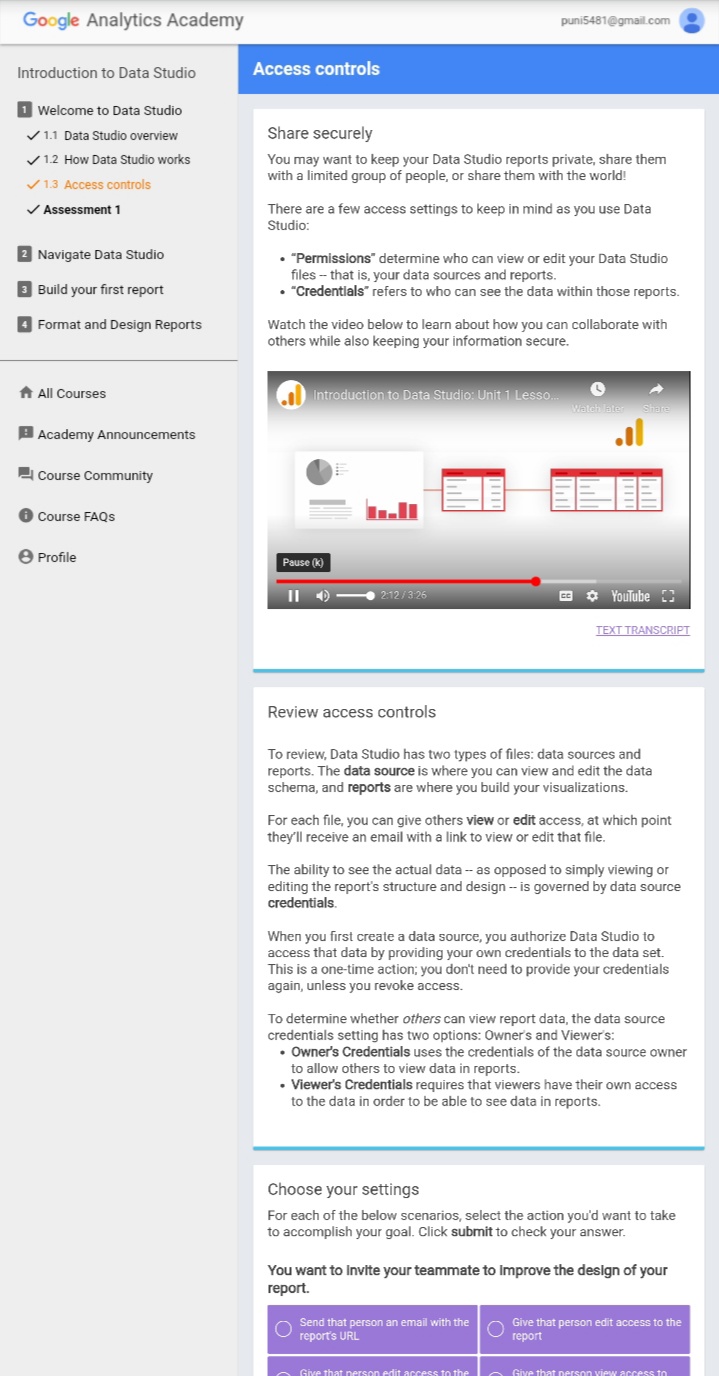 Google Analytics Academy
puni5481@gmail.com
Introduction to Data Studio
1 Welcome to Data Studio
1.1 Data Studio overview
1.2 How Data Studio works
1.3 Access controls
Assessment 1
2 Navigate Data Studio
3 Build your first report
4 Format and Design Reports
All Courses
Academy Announcements
Course Community
Course FAQs
Profile
Access controls
Share securely
You may want to keep your Data Studio reports private, share them
with a limited group of people, or share them with the world!
There are a few access settings to keep in mind as you use Data
Studio:
• "Permissions" determine who can view or edit your Data Studio
files -- that is, your data sources and reports.
• "Credentials" refers to who can see the data within those reports.
Watch the video below to learn about how you can collaborate with
others while also keeping your information secure.
Introduction to Data Studio: Unit 1 Lesso...
Watch later
Share
Pause (k)
2:12 / 3:26
CC
YouTube
TEXT TRANSCRIPT
Review access controls
To review, Data Studio has two types of files: data sources and
reports. The data source is where you can view and edit the data
schema, and reports are where you build your visualizations.
For each file, you can give others view or edit access, at which point
they'll receive an email with a link to view or edit that file.
The ability to see the actual data -- as opposed to simply viewing or
editing the report's structure and design -- is governed by data source
credentials.
When you first create a data source, you authorize Data Studio to
access that data by providing your own credentials to the data set.
This is a one-time action; you don't need to provide your credentials
again, unless you revoke access.
To determine whether others can view report data, the data source
credentials setting has two options: Owner's and Viewer's:
• Owner's Credentials uses the credentials of the data source owner
to allow others to view data in reports.
• Viewer's Credentials requires that viewers have their own access
to the data in order to be able to see data in reports.
Choose your settings
For each of the below scenarios, select the action you'd want to take
to accomplish your goal. Click submit to check your answer.
You want to invite your teammate to improve the design of your
report.
Send that person an email with the
report's URL
Give that person edit access to the
report
Give that person edit access to the
Give that person view access to